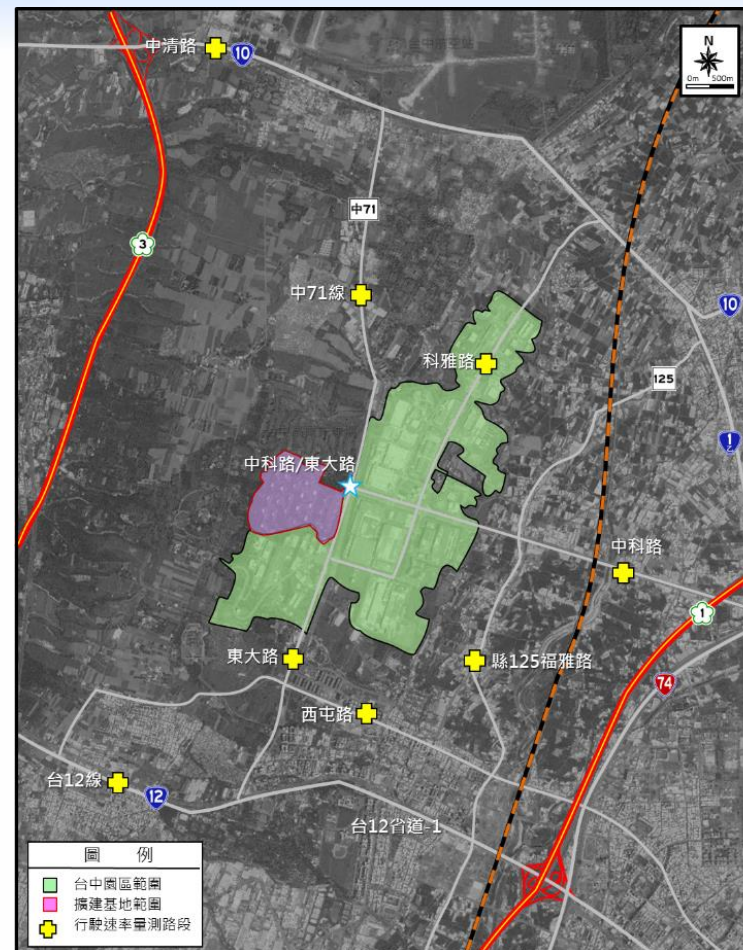 中清路
10
N
0m 500m
中71
3
中71線
10
科雅路
125
1乙
中科路/東大路
中科路
1
東大路
縣125福雅路
74
西屯路
台12線
12
台12省道-1
圖 例
台中園區範圍
擴建基地範圍
行駛速率量測路段